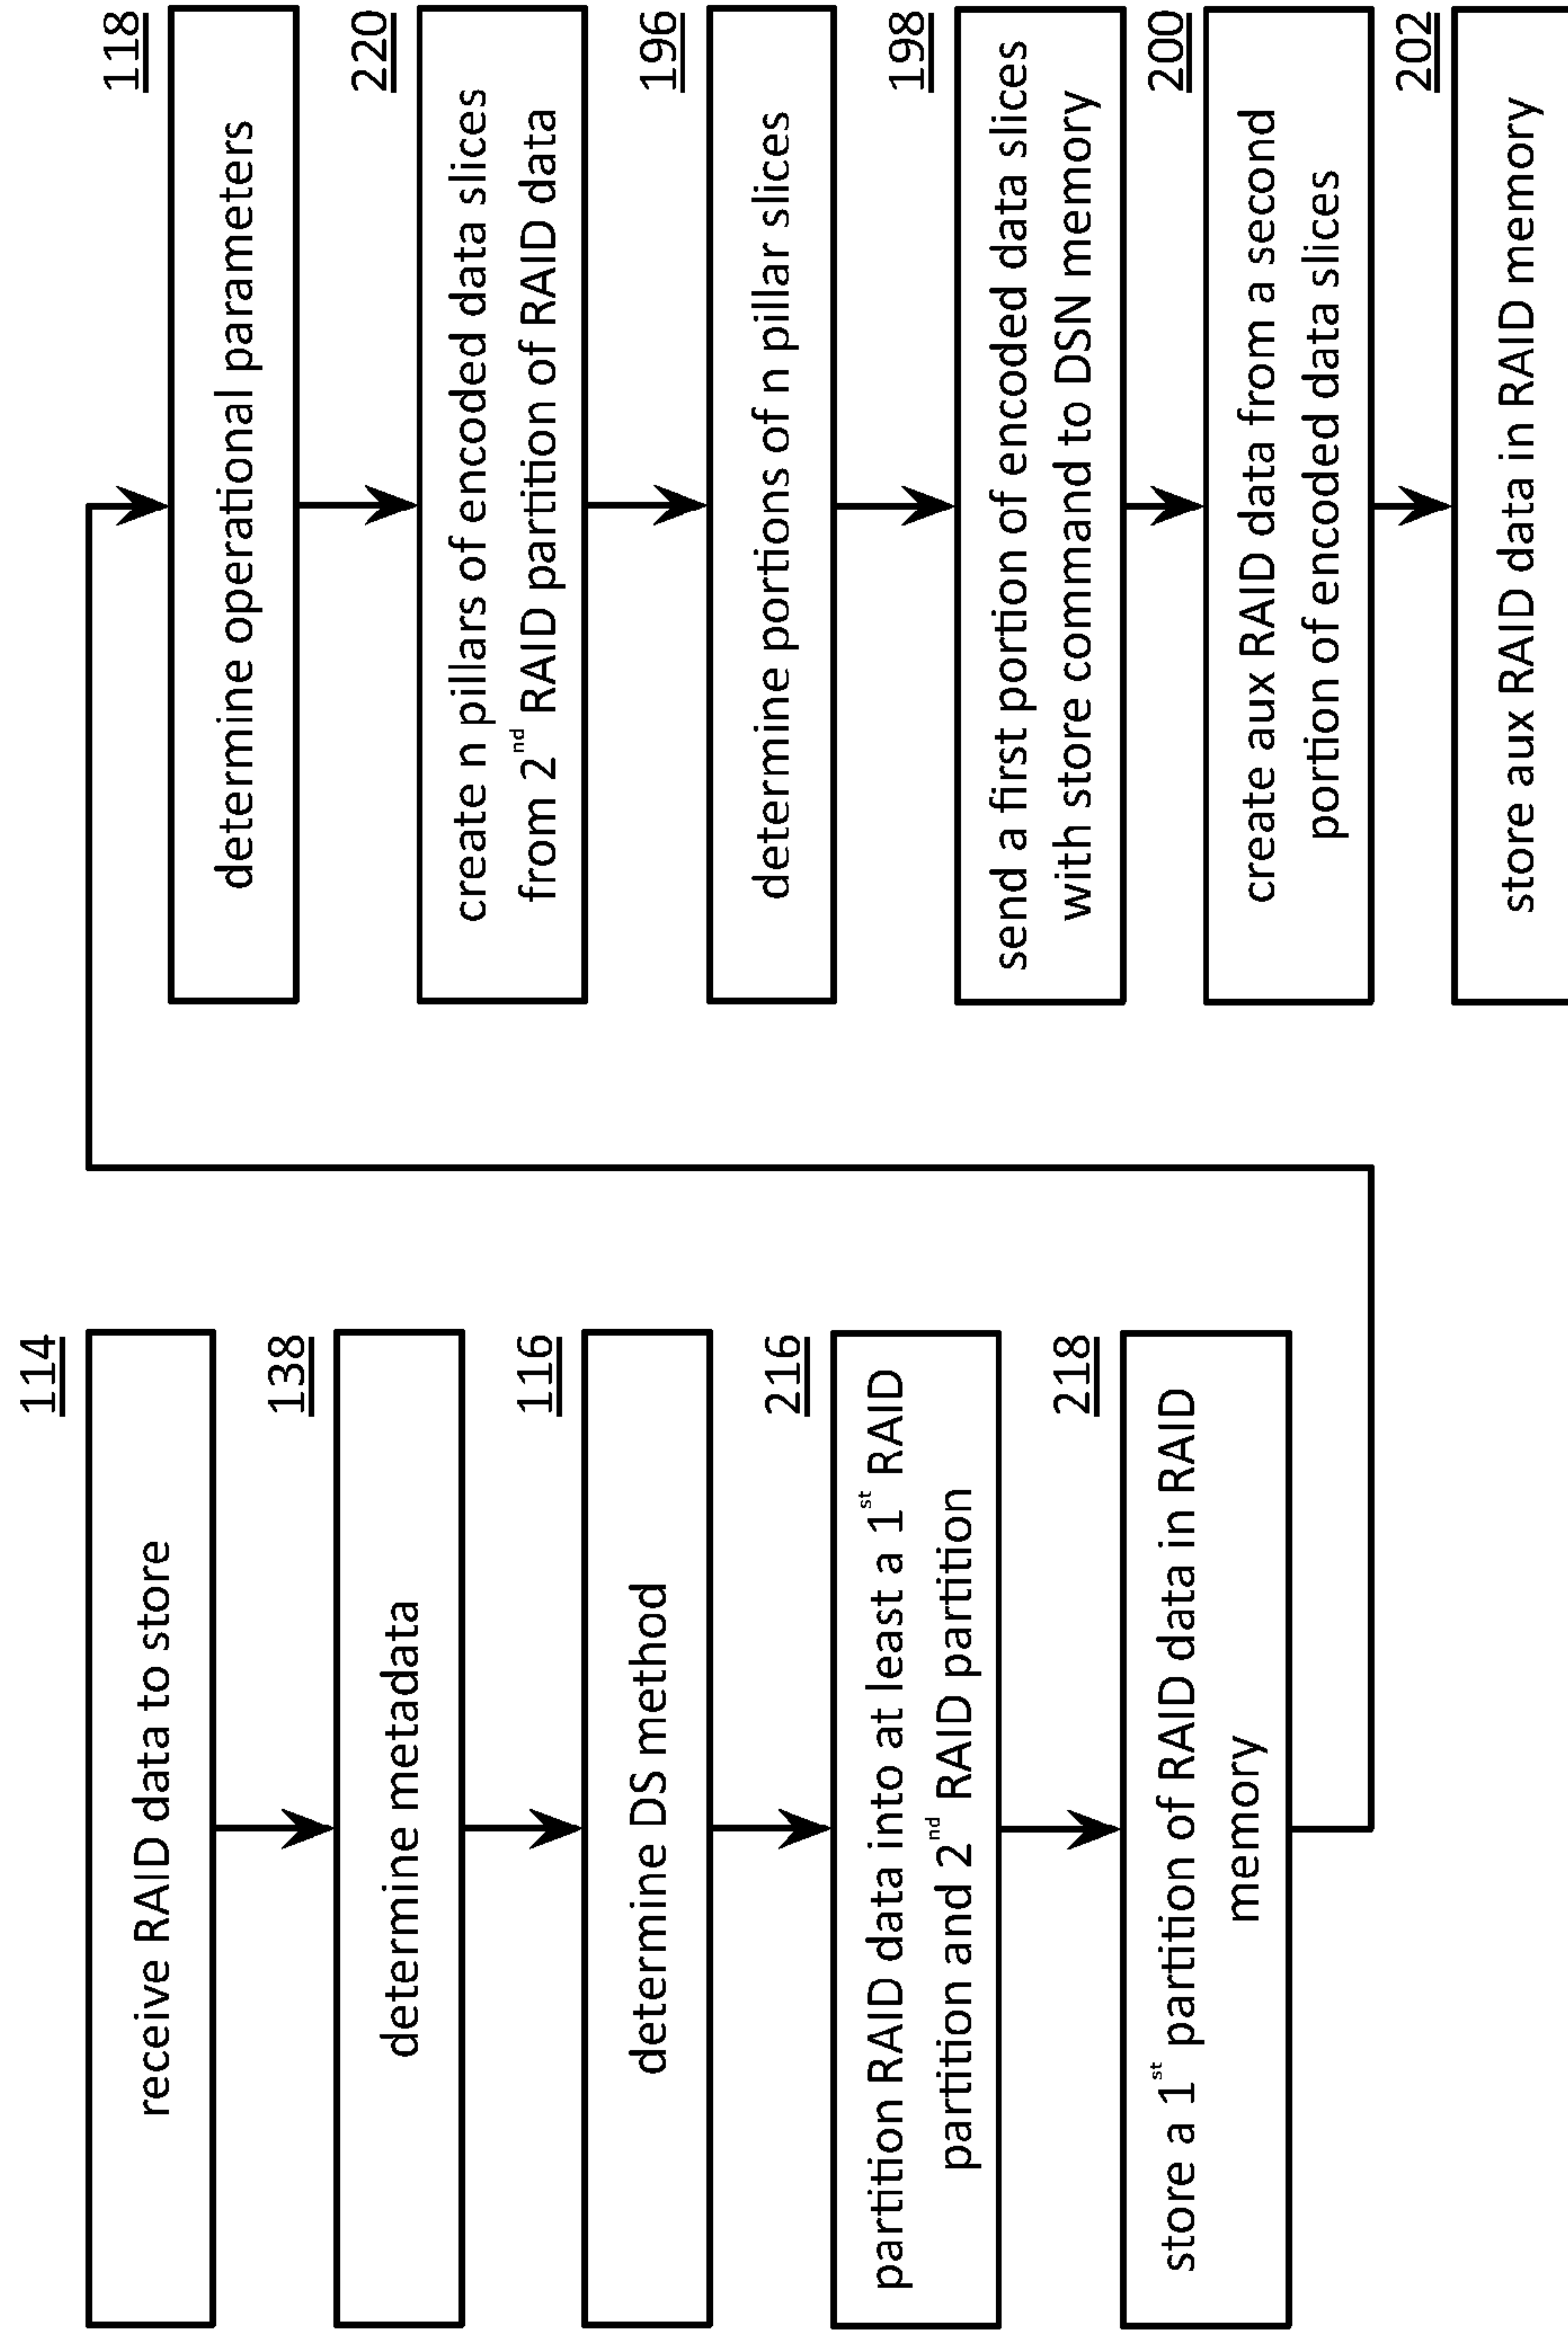 114
receive RAID data to store
138
determine metadata
116
determine DS method
216
partition RAID data into at least a 1st RAID
partition and 2nd RAID partition
218
store a 1st partition of RAID data in RAID
memory
118
determine operational parameters
220
create n pillars of encoded data slices
from 2nd RAID partition of RAID data
196
determine portions of n pillar slices
198
send a first portion of encoded data slices
with store command to DSN memory
200
create aux RAID data from a second
portion of encoded data slices
202
store aux RAID data in RAID memory